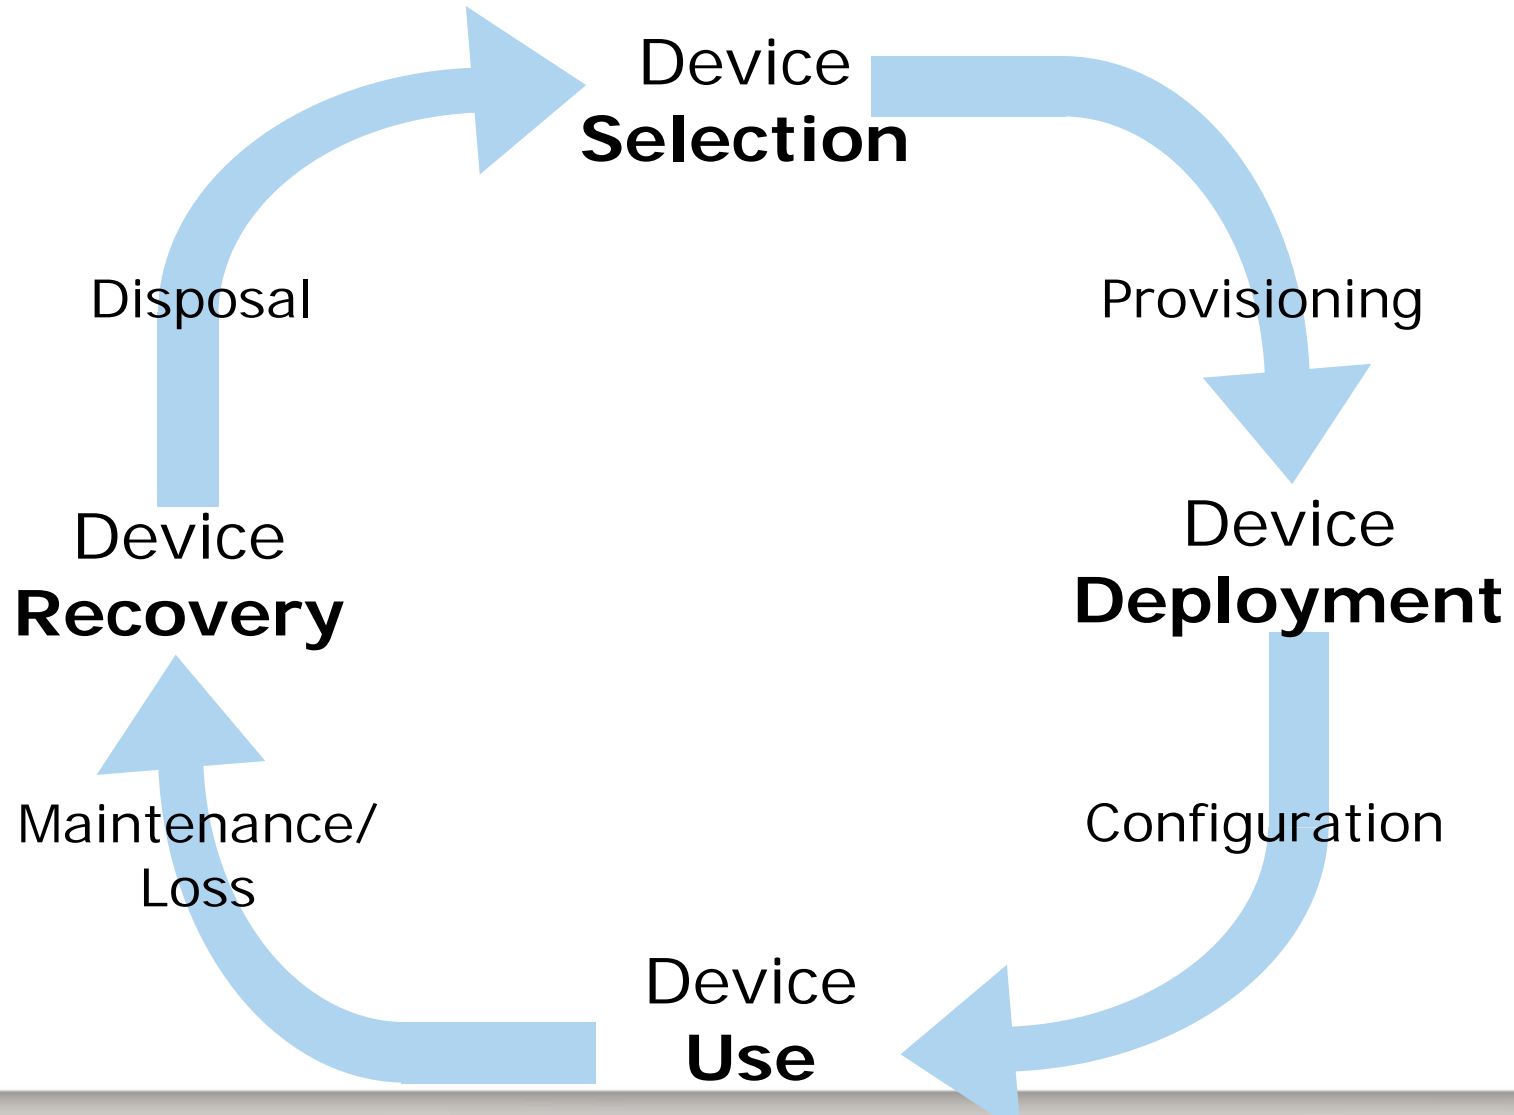 Device
Selection
Disposal
Provisioning
Device
Recovery
Device
Deployment
Maintenance/
Loss
Configuration
Device
Use